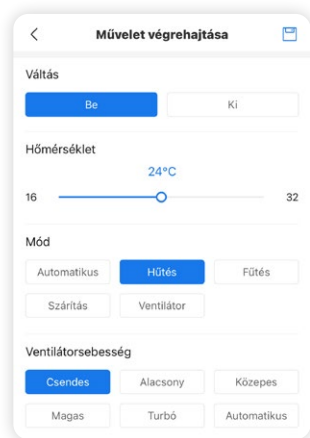 Művelet végrehajtása
Váltás
Be Ki
Hőmérséklet
24°C
16 32
Mód
Automatikus Hűtés Fűtés
Szárítás Ventilátor
Ventilátorsebesség
Csendes Alacsony Közepes
Magas Turbó Automatikus